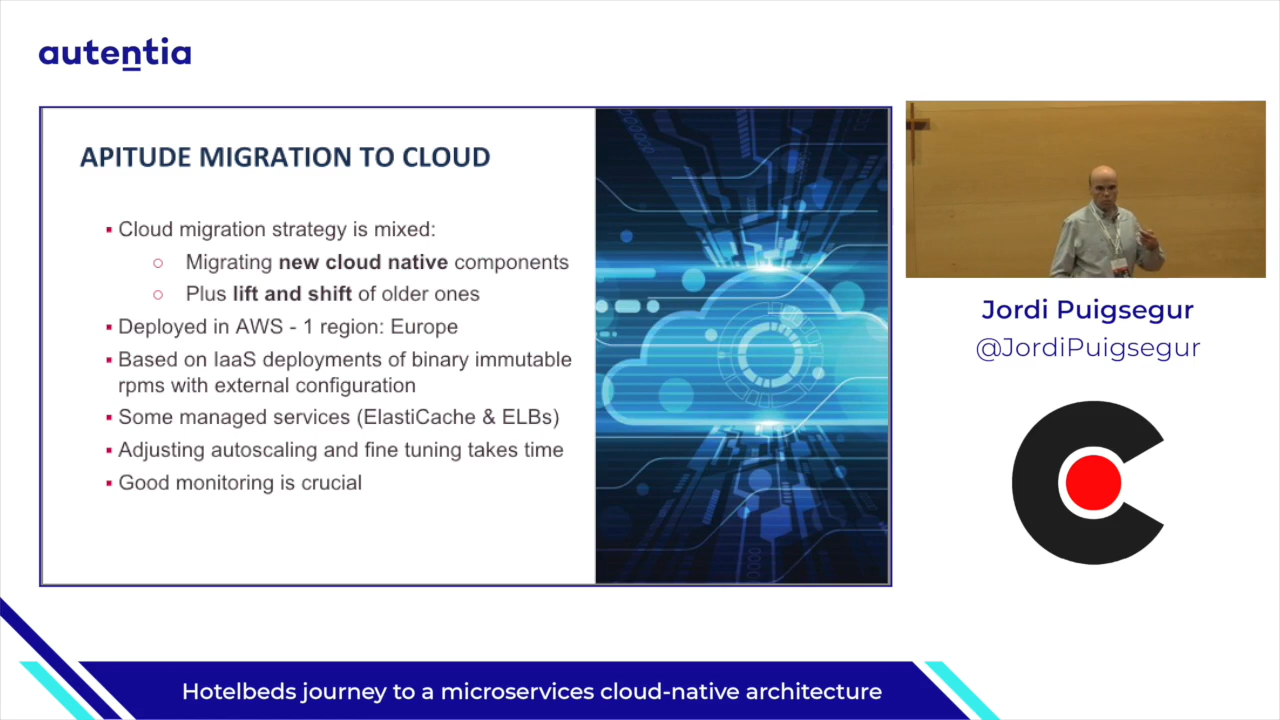 autentia
APITUDE MIGRATION TO CLOUD
▪ Cloud migration strategy is mixed:
○ Migrating new cloud native components
○ Plus lift and shift of older ones
▪ Deployed in AWS - 1 region: Europe
▪ Based on IaaS deployments of binary immutable
rpms with external configuration
▪ Some managed services (ElastiCache & ELBs)
▪ Adjusting autoscaling and fine tuning takes time
▪ Good monitoring is crucial
Jordi Puigsegur
@JordiPuigsegur
Hotelbeds journey to a microservices cloud-native architecture